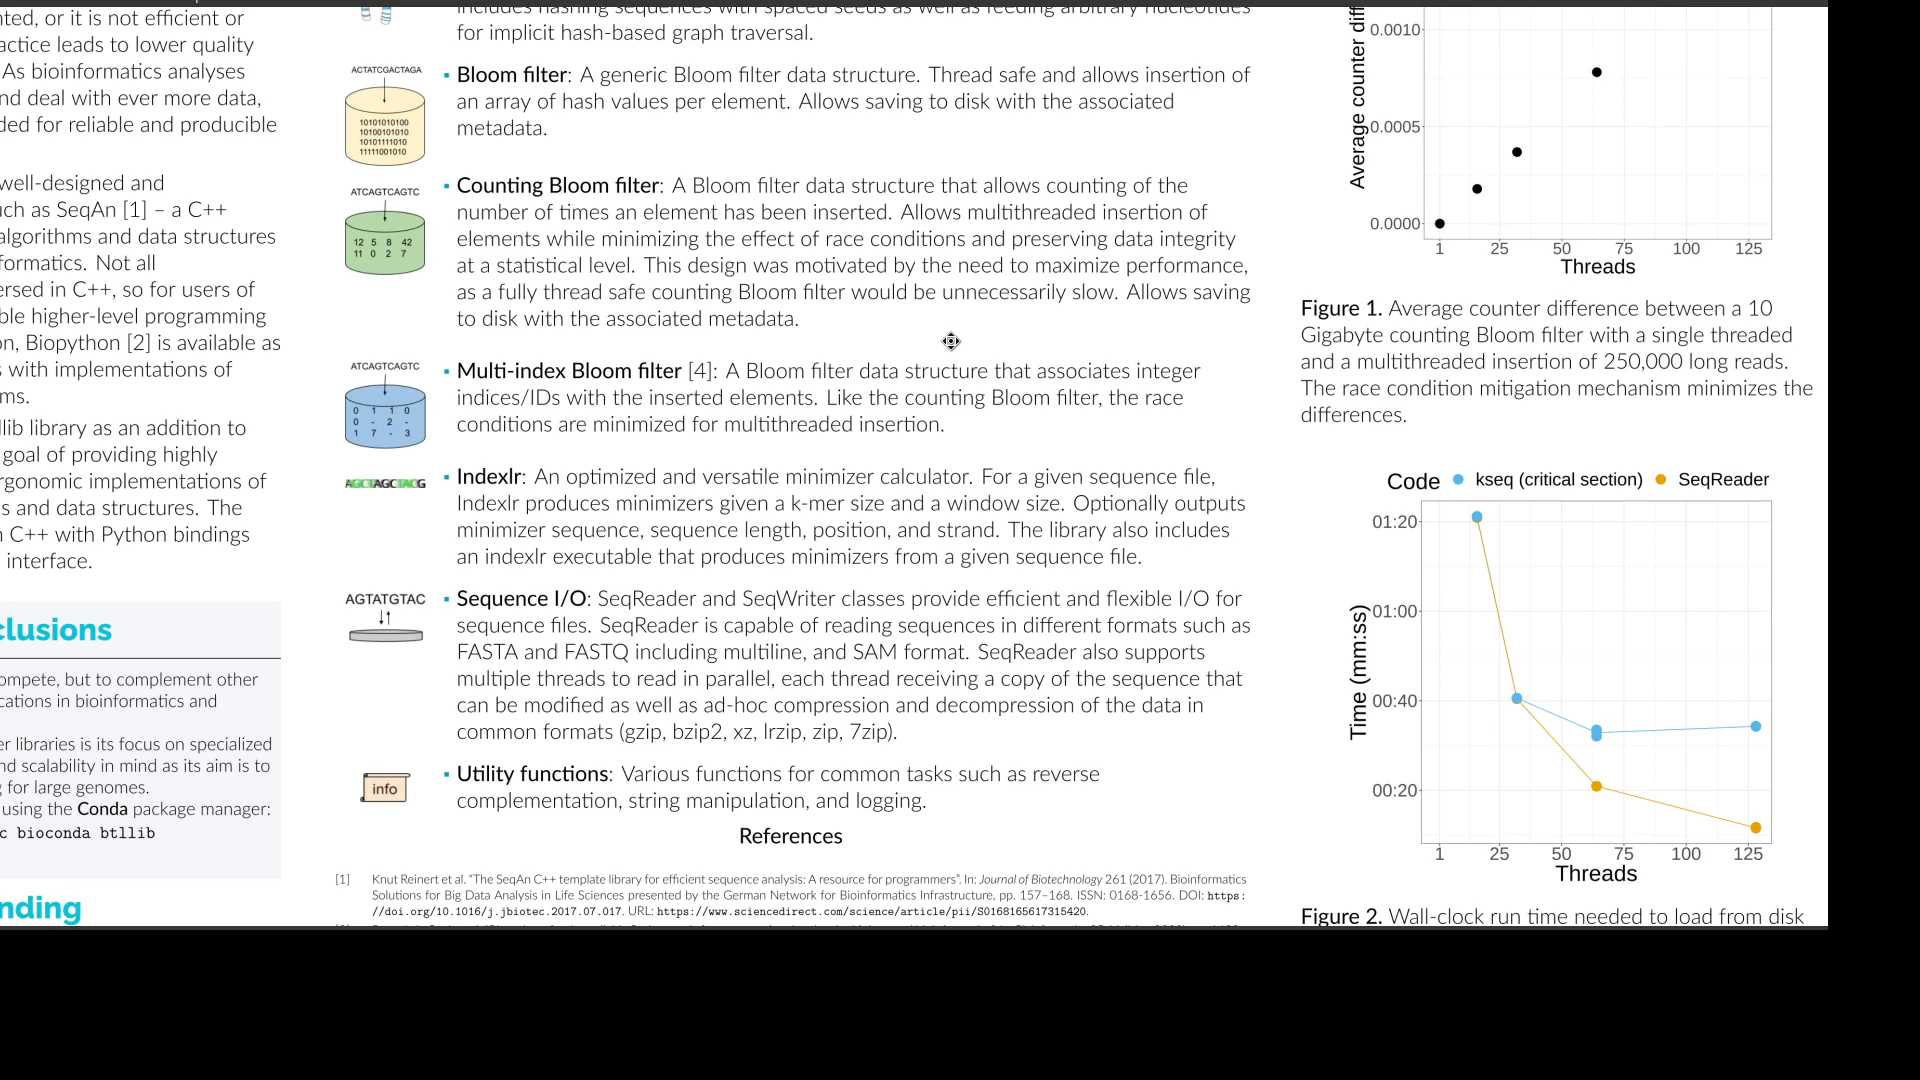 nted, or it is not efficient or
actice leads to lower quality
As bioinformatics analyses
nd deal with ever more data,
ded for reliable and producible
well-designed and
uch as SeqAn [1] – a C++
algorithms and data structures
formatics. Not all
ersed in C++, so for users of
ble higher-level programming
on, Biopython [2] is available as
s with implementations of
ms.
llib library as an addition to
goal of providing highly
rgonomic implementations of
s and data structures. The
n C++ with Python bindings
interface.
clusions
ompete, but to complement other
cations in bioinformatics and
er libraries is its focus on specialized
nd scalability in mind as its aim is to
g for large genomes.
using the Conda package manager:
c bioconda btllib
nding
includes hashing sequences with spaced seeds as well as feeding arbitrary nucleotides
for implicit hash-based graph traversal.
ACTATCGACTAGA
10101010100
10100101010
10101111010
11111001010
▪ Bloom filter: A generic Bloom filter data structure. Thread safe and allows insertion of
an array of hash values per element. Allows saving to disk with the associated
metadata.
ATCAGTCAGTC
12 5 8 42
11 0 2 7
▪ Counting Bloom filter: A Bloom filter data structure that allows counting of the
number of times an element has been inserted. Allows multithreaded insertion of
elements while minimizing the effect of race conditions and preserving data integrity
at a statistical level. This design was motivated by the need to maximize performance,
as a fully thread safe counting Bloom filter would be unnecessarily slow. Allows saving
to disk with the associated metadata.
ATCAGTCAGTC
0 1 1 0
0 - 2 -
1 7 - 3
▪ Multi-index Bloom filter [4]: A Bloom filter data structure that associates integer
indices/IDs with the inserted elements. Like the counting Bloom filter, the race
conditions are minimized for multithreaded insertion.
AGCTAGCTACG
▪ Indexlr: An optimized and versatile minimizer calculator. For a given sequence file,
Indexlr produces minimizers given a k-mer size and a window size. Optionally outputs
minimizer sequence, sequence length, position, and strand. The library also includes
an indexlr executable that produces minimizers from a given sequence file.
AGTATGTAC
▪ Sequence I/O: SeqReader and SeqWriter classes provide efficient and flexible I/O for
sequence files. SeqReader is capable of reading sequences in different formats such as
FASTA and FASTQ including multiline, and SAM format. SeqReader also supports
multiple threads to read in parallel, each thread receiving a copy of the sequence that
can be modified as well as ad-hoc compression and decompression of the data in
common formats (gzip, bzip2, xz, lrzip, zip, 7zip).
info
▪ Utility functions: Various functions for common tasks such as reverse
complementation, string manipulation, and logging.
References
[1] Knut Reinert et al. “The SeqAn C++ template library for efficient sequence analysis: A resource for programmers”. In: Journal of Biotechnology 261 (2017). Bioinformatics
Solutions for Big Data Analysis in Life Sciences presented by the German Network for Bioinformatics Infrastructure, pp. 157–168. ISSN: 0168-1656. DOI: https:
//doi.org/10.1016/j.jbiotec.2017.07.017. URL: https://www.sciencedirect.com/science/article/pii/S0168165617315420.
Average counter diff
0.0010
0.0005
0.0000
1 25 50 75 100 125
Threads
Figure 1. Average counter difference between a 10
Gigabyte counting Bloom filter with a single threaded
and a multithreaded insertion of 250,000 long reads.
The race condition mitigation mechanism minimizes the
differences.
Code kseq (critical section) SeqReader
Time (mm:ss)
01:20
01:00
00:40
00:20
1 25 50 75 100 125
Threads
Figure 2. Wall-clock run time needed to load from disk